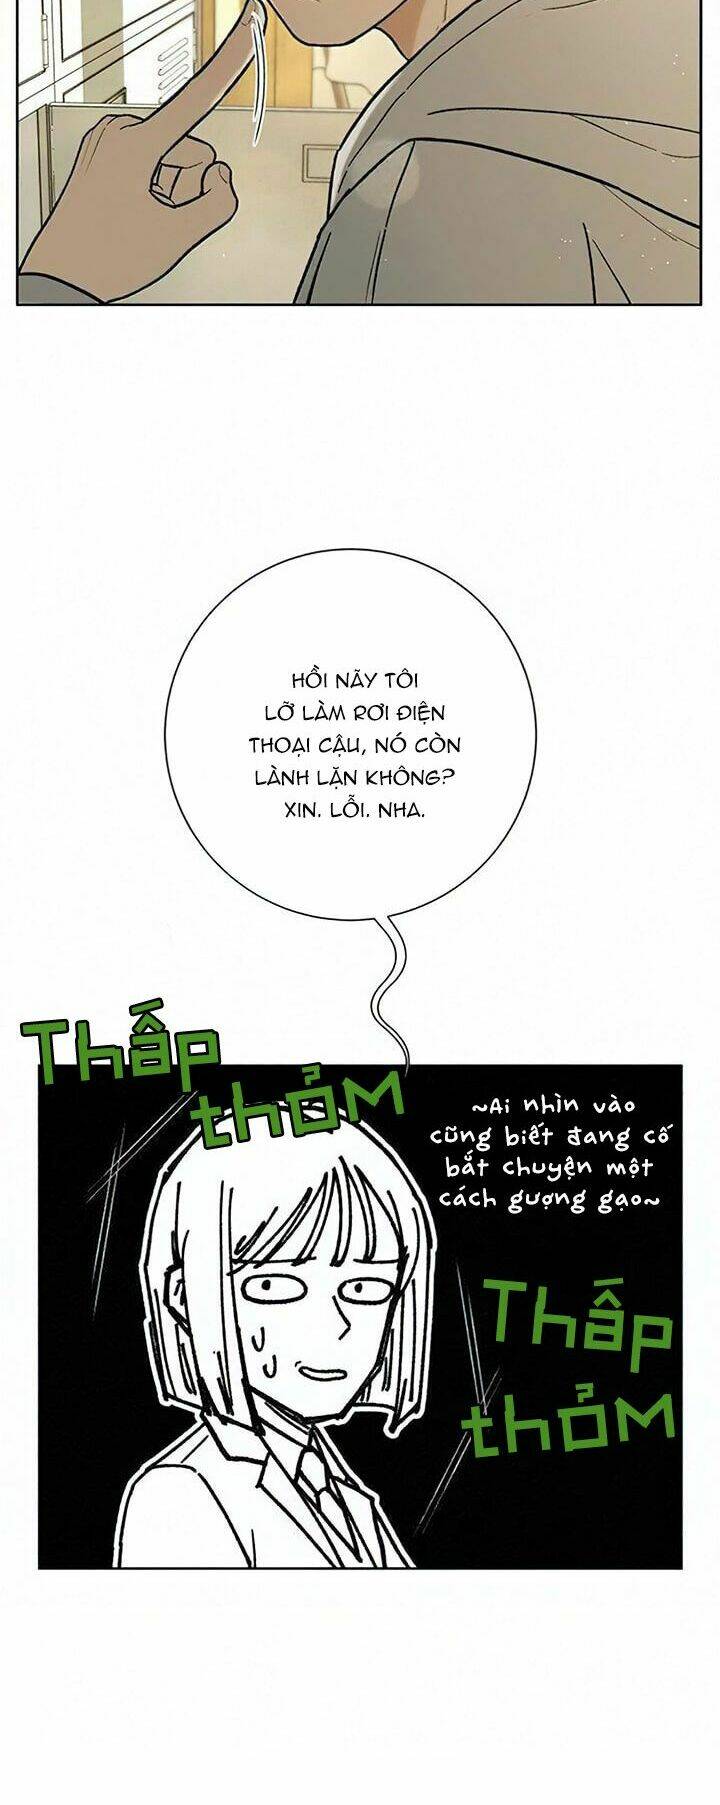 HỒI NÃY TÔI
LỠ LÀM RƠI ĐIỆN
THOẠI CẬU, NÓ CÒN
LÀNH LẶN KHÔNG?
XIN. LỖI. NHA.
Thấp
thỏm
~Ai nhìn vào
cũng biết đang cố
bắt chuyện một
cách gượng gạo~
Thấp
thỏm